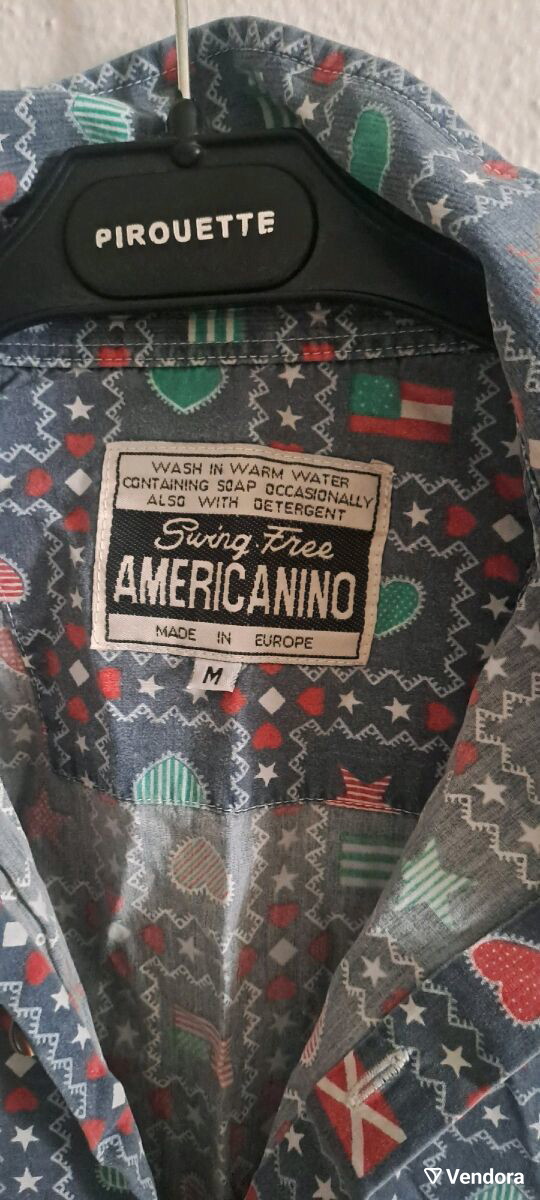 PIROUETTE
WASH IN WARM WATER
CONTAINING SOAP OCCASIONALLY
ALSO WITH DETERGENT
Swing-Free
AMERICANINO
MADE IN EUROPE
M
Vendora